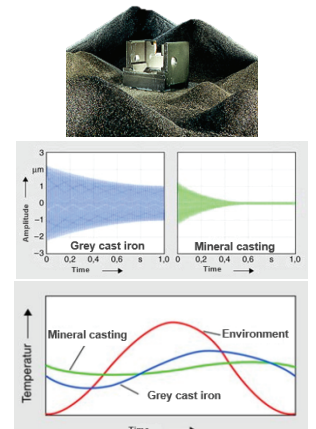 3
μm
2
1
0
−1
−2
−3
Amplitude
Grey cast iron
Mineral casting
0 0,2 0,4 0,6 s 1,0
0 0,2 0,4 0,6 s 1,0
Time
Time
Temperatur
Mineral casting
Environment
Grey cast iron
Time